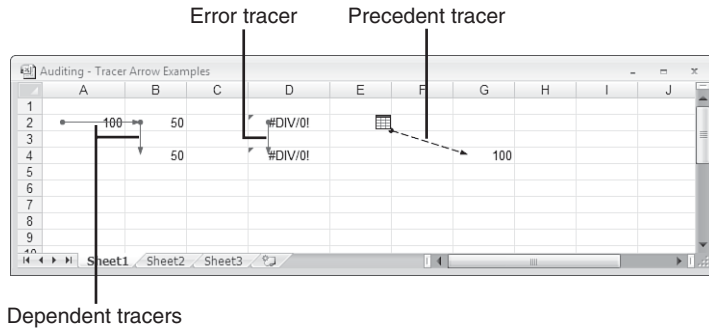 Error tracer Precedent tracer
Auditing - Tracer Arrow Examples
A B C D E F G H I J
1
2 100 50 #DIV/0!
3
4 50 #DIV/0! 100
5
6
7
8
9
10
Sheet1 Sheet2 Sheet3
Dependent tracers